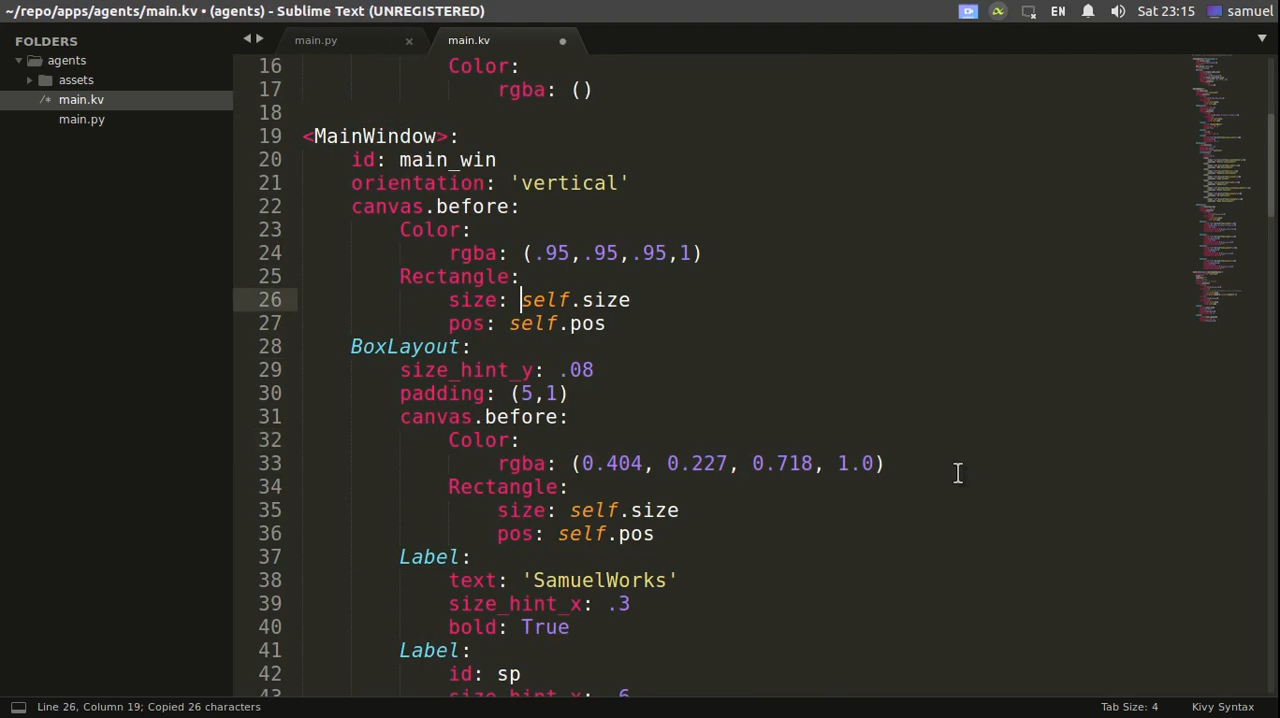 ~/repo/apps/agents/main.kv • (agents) - Sublime Text (UNREGISTERED)
EN
Sat 23:15
samuel
FOLDERS
agents
assets
/* main.kv
main.py
main.py ×
main.kv
16 Color:
17 rgba: ()
18
19 <MainWindow>:
20 id: main_win
21 orientation: 'vertical'
22 canvas.before:
23 Color:
24 rgba: (.95,.95,.95,1)
25 Rectangle:
26 size: self.size
27 pos: self.pos
28 BoxLayout:
29 size_hint_y: .08
30 padding: (5,1)
31 canvas.before:
32 Color:
33 rgba: (0.404, 0.227, 0.718, 1.0)
34 Rectangle:
35 size: self.size
36 pos: self.pos
37 Label:
38 text: 'SamuelWorks'
39 size_hint_x: .3
40 bold: True
41 Label:
42 id: sp
43 size_hint_x: .6
Line 26, Column 19; Copied 26 characters
Tab Size: 4
Kivy Syntax